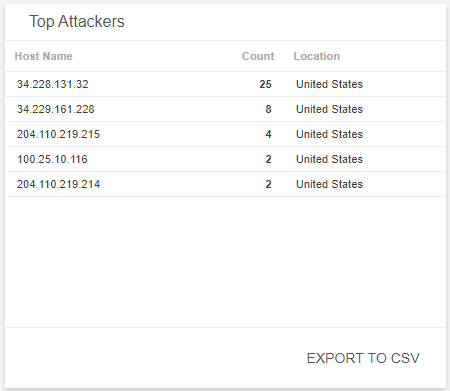 Top Attackers
Host Name Count Location
34.228.131.32 25 United States
34.229.161.228 8 United States
204.110.219.215 4 United States
100.25.10.116 2 United States
204.110.219.214 2 United States
EXPORT TO CSV